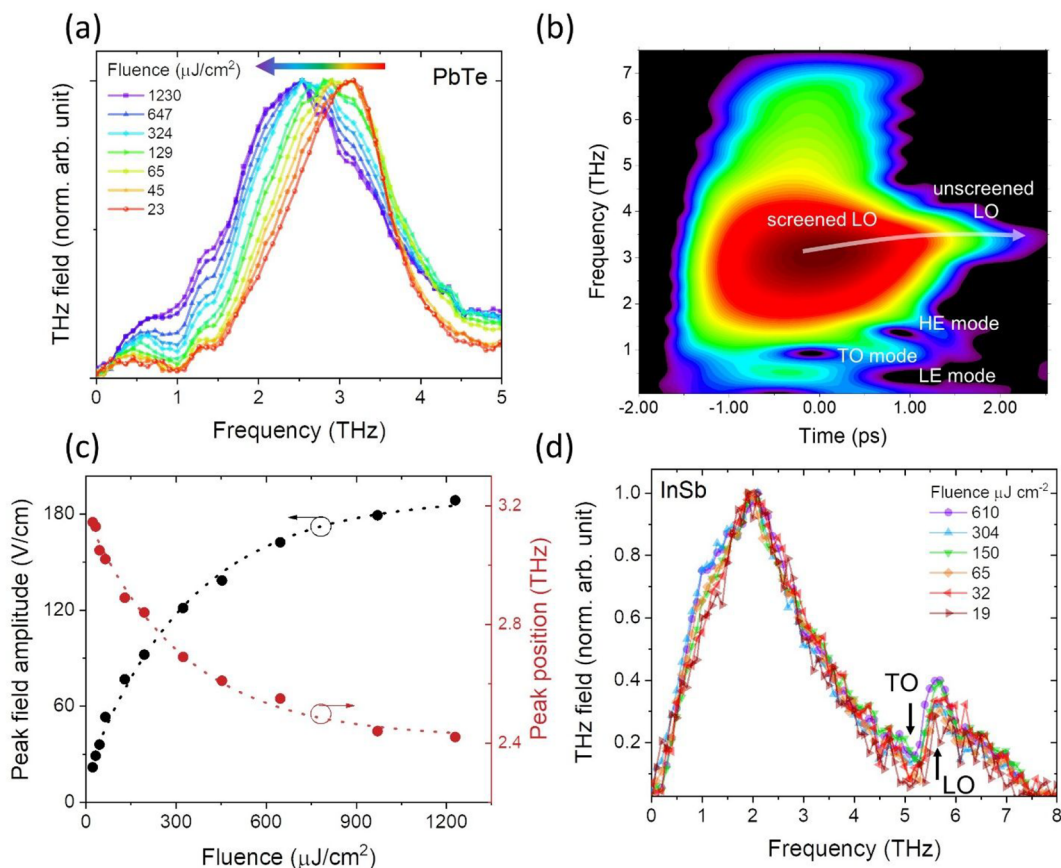 (a)
Fluence (μJ/cm²)
1230
647
324
129
65
45
23
PbTe
THz field (norm. arb. unit)
0 1 2 3 4 5
Frequency (THz)
(b)
7
6
5
4
3
2
1
Frequency (THz)
screened LO
unscreened
LO
HE mode
TO mode
LE mode
-2.00 -1.00 0.00 1.00 2.00
Time (ps)
(c)
Peak field amplitude (V/cm)
180
120
60
0
3.2
2.8
2.4
Peak position (THz)
0 300 600 900 1200
Fluence (μJ/cm²)
(d)
InSb
Fluence μJ cm⁻²
610
304
150
65
32
19
THz field (norm. arb. unit)
1.0
0.8
0.6
0.4
0.2
TO
LO
0 1 2 3 4 5 6 7 8
Frequency (THz)